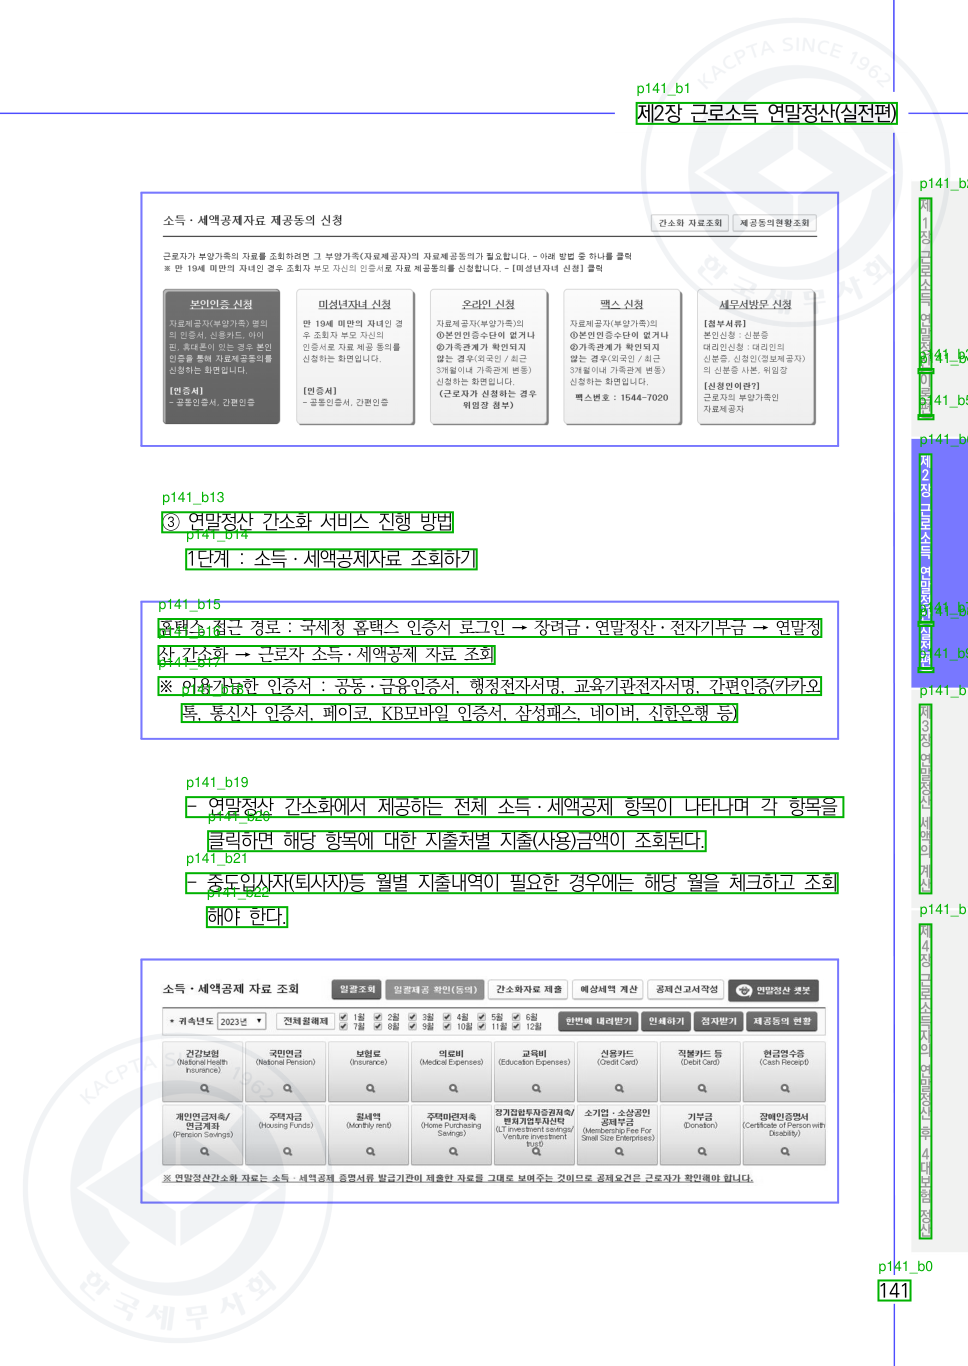 KACPTA SINCE 1962
p141_b1
제2장 근로소득 연말정산(실전편)
소득 · 세액공제자료 제공동의 신청
간소화 자료조회 제공동의현황조회
근로자가 부양가족의 자료를 조회하려면 그 부양가족(자료제공자)의 자료제공동의가 필요합니다. - 아래 방법 중 하나를 클릭
※ 만 19세 미만의 자녀인 경우 조회자 부모 자신의 인증서로 자료 제공동의를 신청합니다. - [미성년자녀 신청] 클릭
본인인증 신청
자료제공자(부양가족) 명의
의 인증서, 신용카드, 아이
핀, 휴대폰이 있는 경우 본인
인증을 통해 자료제공동의를
신청하는 화면입니다.
[인증서]
- 공동인증서, 간편인증
미성년자녀 신청
만 19세 미만의 자녀인 경
우 조회자 부모 자신의
인증서로 자료 제공 동의를
신청하는 화면입니다.
[인증서]
- 공동인증서, 간편인증
온라인 신청
자료제공자(부양가족)의
①본인인증수단이 없거나
②가족관계가 확인되지
않는 경우(외국인 / 최근
3개월이내 가족관계 변동)
신청하는 화면입니다.
(근로자가 신청하는 경우
위임장 첨부)
팩스 신청
자료제공자(부양가족)의
①본인인증수단이 없거나
②가족관계가 확인되지
않는 경우(외국인 / 최근
3개월이내 가족관계 변동)
신청하는 화면입니다.
팩스번호 : 1544-7020
세무서방문 신청
[첨부서류]
본인신청 : 신분증
대리인신청 : 대리인의
신분증, 신청인(정보제공자)
의 신분증 사본, 위임장
[신청인이란?]
근로자의 부양가족인
자료제공자
p141_b13
③ 연말정산 간소화 서비스 진행 방법
p141_b14
1단계 : 소득 · 세액공제자료 조회하기
p141_b15
홈택스 접근 경로 : 국세청 홈택스 인증서 로그인 → 장려금 · 연말정산 · 전자기부금 → 연말정
p141_b16
산 간소화 → 근로자 소득 · 세액공제 자료 조회
p141_b17
※ 이용가능한 인증서 : 공동 · 금융인증서, 행정전자서명, 교육기관전자서명, 간편인증(카카오
p141_b18
톡, 통신사 인증서, 페이코, KB모바일 인증서, 삼성패스, 네이버, 신한은행 등)
p141_b19
- 연말정산 간소화에서 제공하는 전체 소득 · 세액공제 항목이 나타나며 각 항목을
p141_b20
클릭하면 해당 항목에 대한 지출처별 지출(사용)금액이 조회된다.
p141_b21
- 중도입사자(퇴사자)등 월별 지출내역이 필요한 경우에는 해당 월을 체크하고 조회
p141_b22
해야 한다.
소득 · 세액공제 자료 조회
일괄조회 일괄제공 확인(동의) 간소화자료 제출 예상세액 계산 공제신고서작성 연말정산 챗봇
• 귀속년도 2023년 전체월해제 1월 2월 3월 4월 5월 6월
7월 8월 9월 10월 11월 12월
한번에 내려받기 인쇄하기 점자받기 제공동의 현황
건강보험 (National Health Insurance)
국민연금 (National Pension)
보험료 (Insurance)
의료비 (Medical Expenses)
교육비 (Education Expenses)
신용카드 (Credit Card)
직불카드 등 (Debit Card)
현금영수증 (Cash Receipt)
개인연금저축/연금계좌 (Pension Savings)
주택자금 (Housing Funds)
월세액 (Monthly rent)
주택마련저축 (Home Purchasing Savings)
장기집합투자증권저축/벤처기업투자신탁 (LT investment savings/Venture investment trust)
소기업 · 소상공인 공제부금 (Membership Fee For Small Size Enterprises)
기부금 (Donation)
장애인증명서 (Certificate of Person with Disability)
※ 연말정산간소화 자료는 소득 · 세액공제 증명서류 발급기관이 제출한 자료를 그대로 보여주는 것이므로 공제요건은 근로자가 확인해야 합니다.
제1장 근로소득 연말정산(이론편)
제2장 근로소득 연말정산(실전편)
제3장 연말정산 세액의 계산
제4장 근로소득자의 연말정산 후 4대보험 정산
KACPTA SINCE 1962
한국세무사회
p141_b0
141